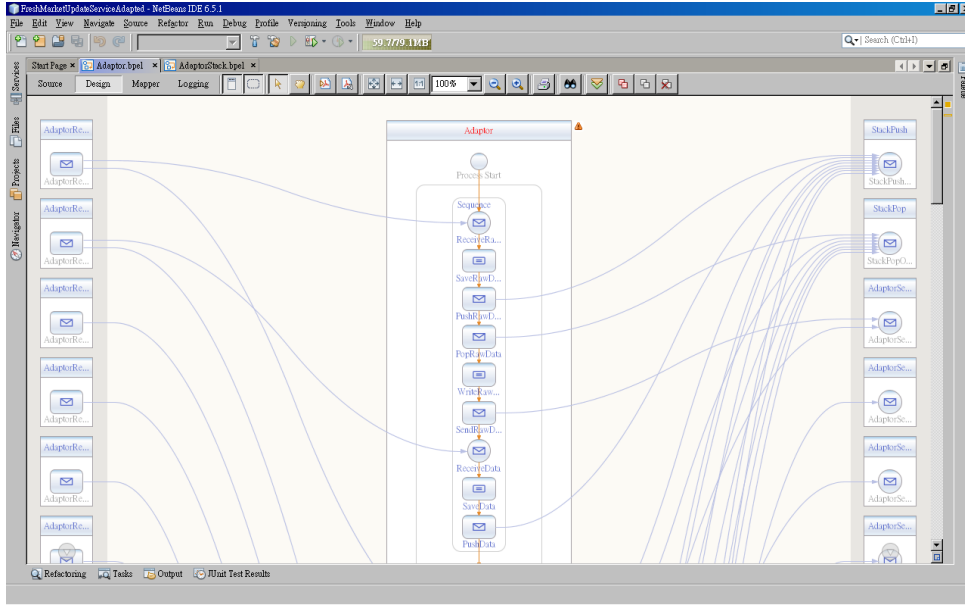 FreshMarketUpdateServiceAdapted - NetBeans IDE 6.5.1
File Edit View Navigate Source Refactor Run Debug Profile Versioning Tools Window Help
59.7/79.1MB
Search (Ctrl+I)
Start Page Adaptor.bpel AdaptorStack.bpel
Source Design Mapper Logging 100%
Services
Files
Projects
Navigator
AdaptorRe...
AdaptorRe...
AdaptorRe...
AdaptorRe...
AdaptorRe...
AdaptorRe...
AdaptorRe...
AdaptorRe...
AdaptorRe...
AdaptorRe...
AdaptorRe...
Adaptor
Process Start
Sequence
ReceiveRa...
SaveRawD...
PushRawD...
PopRawData
WriteRaw...
SendRawD...
ReceiveData
SaveData
PushData
StackPush
StackPush...
StackPop
StackPopO...
AdaptorSe...
AdaptorSe...
AdaptorSe...
AdaptorSe...
AdaptorSe...
AdaptorSe...
AdaptorSe...
Refactoring Tasks Output JUnit Test Results